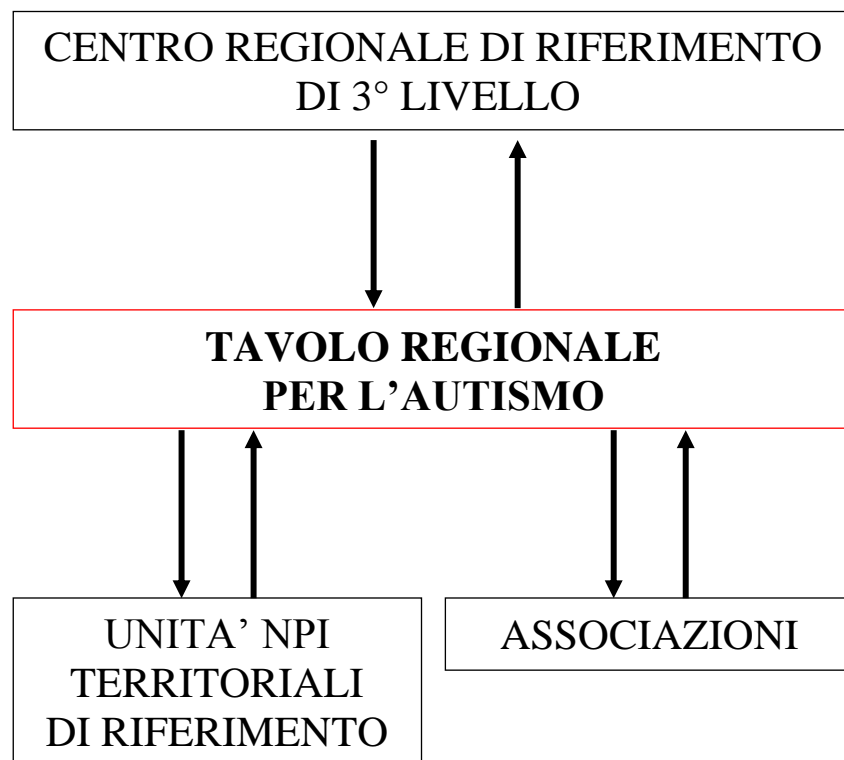 CENTRO REGIONALE DI RIFERIMENTO
DI 3° LIVELLO
TAVOLO REGIONALE
PER L’AUTISMO
UNITA’ NPI
TERRITORIALI
DI RIFERIMENTO
ASSOCIAZIONI